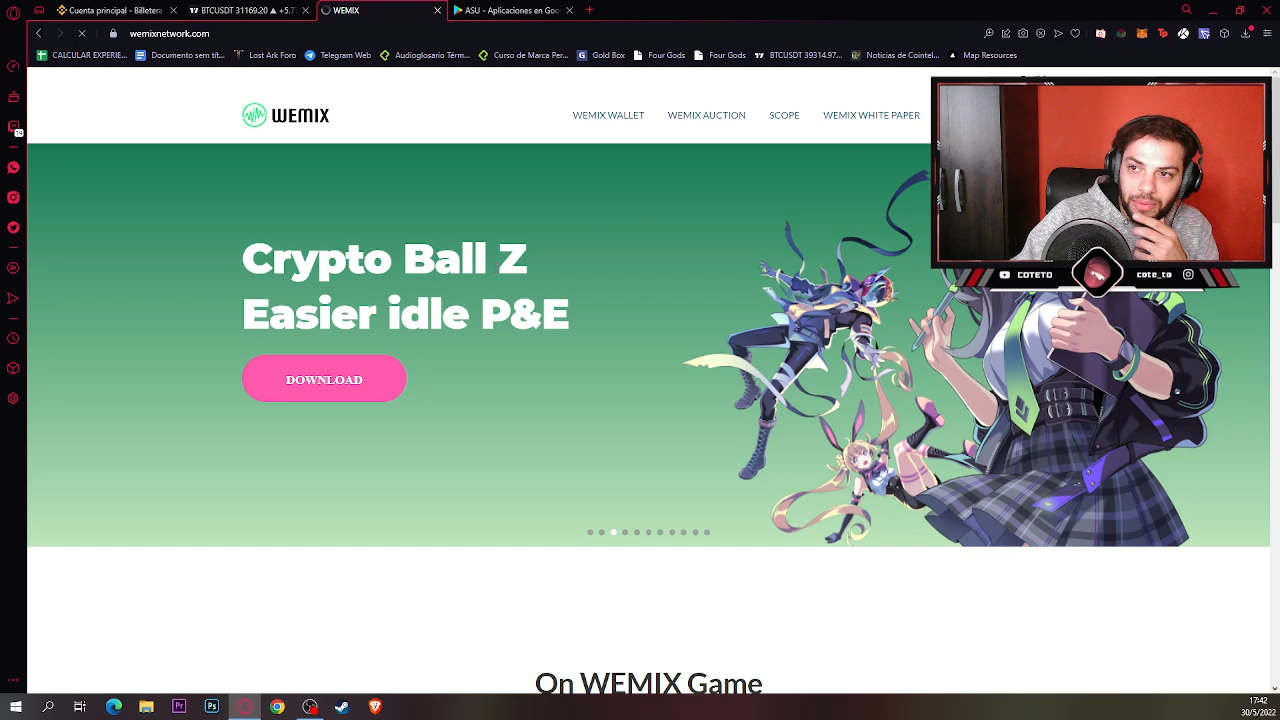 Cuenta principal - Billetera
BTCUSDT 31169.20 ▲ +5.7
WEMIX
ASU - Aplicaciones en Goo
wemixnetwork.com
CALCULAR EXPERIE...
Documento sem tít...
Lost Ark Foro
Telegram Web
Audioglosario Térm...
Curso de Marca Per...
Gold Box
Four Gods
Four Gods
BTCUSDT 39314.97...
Noticias de Cointel...
Map Resources
19
WEMIX
WEMIX WALLET
WEMIX AUCTION
SCOPE
WEMIX WHITE PAPER
Crypto Ball Z
Easier idle P&E
DOWNLOAD
COTETO
cote_to
On WEMIX Game
17:42
30/5/2022